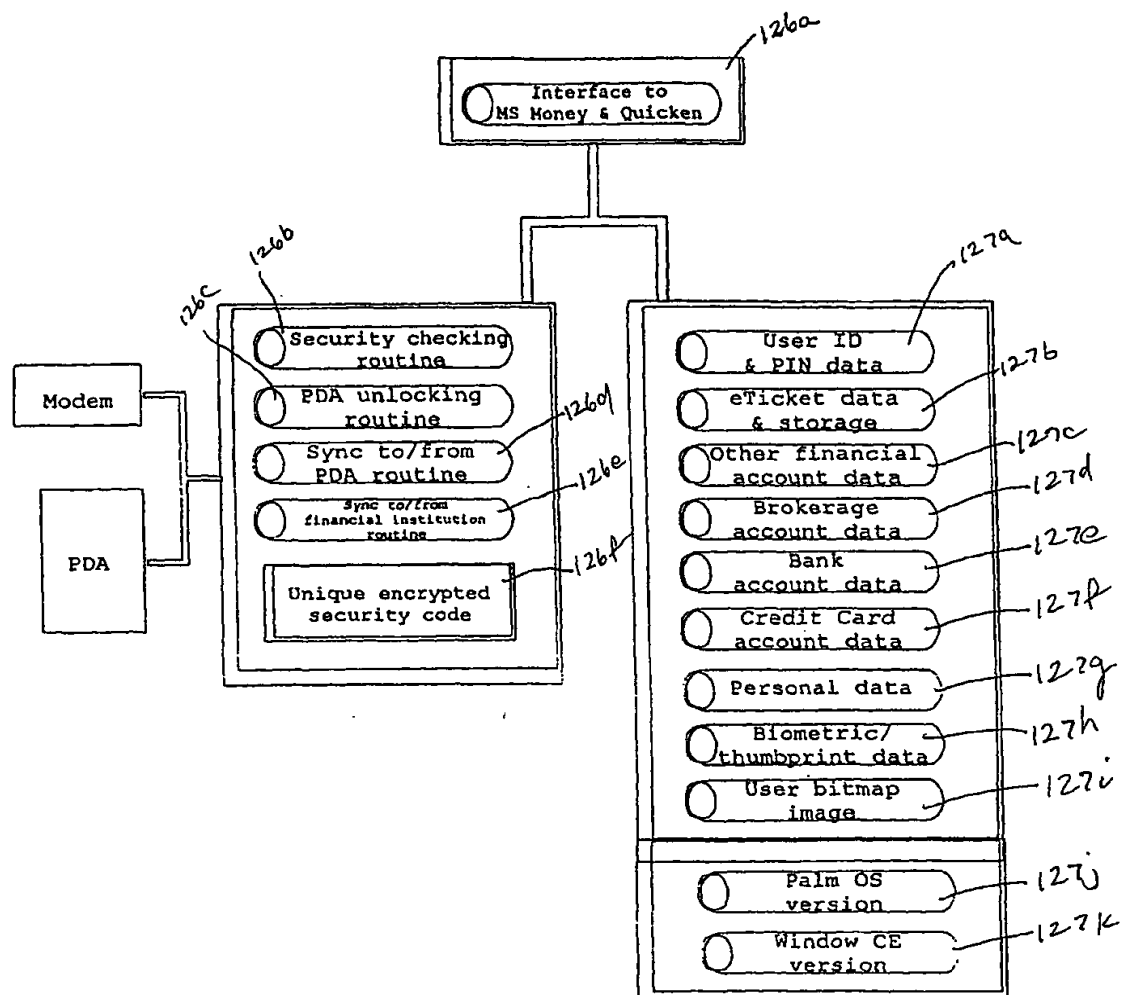 126a
Interface to
MS Money & Quicken
126b
126c
Security checking
routine
PDA unlocking
routine
126d
Sync to/from
PDA routine
126e
Sync to/from
financial institution
routine
126f
Unique encrypted
security code
Modem
PDA
127a
User ID
& PIN data
127b
eTicket data
& storage
127c
Other financial
account data
127d
Brokerage
account data
127e
Bank
account data
127f
Credit Card
account data
127g
Personal data
127h
Biometric/
thumbprint data
127i
User bitmap
image
127j
Palm OS
version
127k
Window CE
version